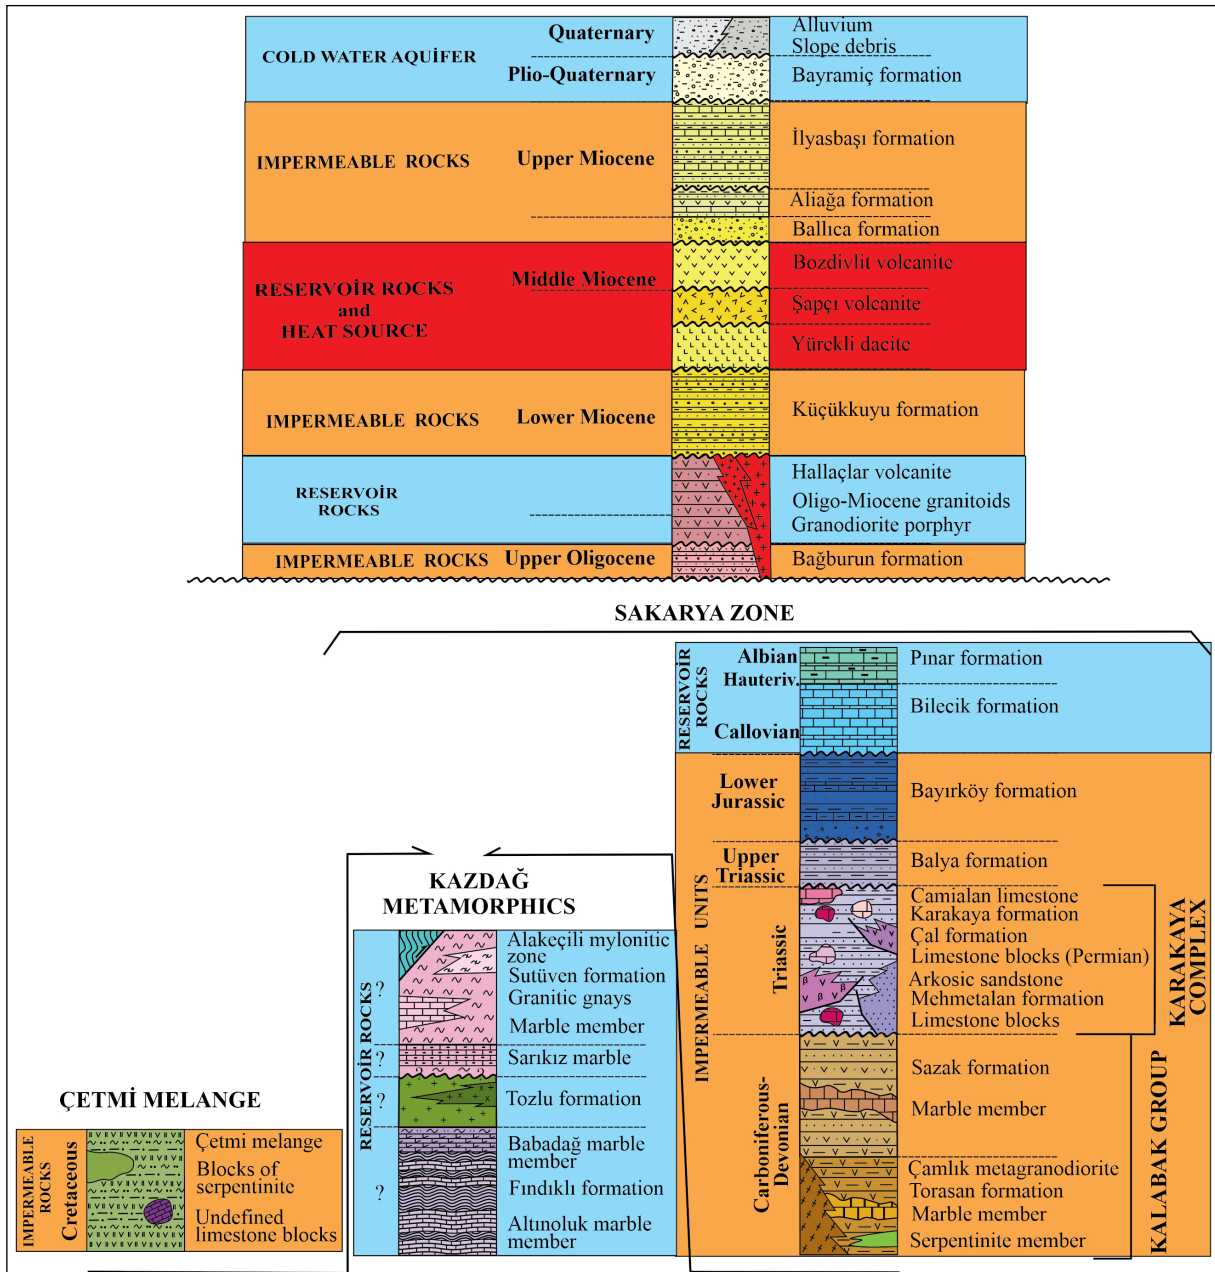 COLD WATER AQUİFER
Quaternary
Alluvium
Slope debris
Plio-Quaternary
Bayramiç formation
IMPERMEABLE ROCKS
Upper Miocene
İlyasbaşı formation
Aliağa formation
Ballıca formation
RESERVOİR ROCKS
and
HEAT SOURCE
Middle Miocene
Bozdivlit volcanite
Şapçı volcanite
Yürekli dacite
IMPERMEABLE ROCKS
Lower Miocene
Küçükkuyu formation
RESERVOİR
ROCKS
Hallaçlar volcanite
Oligo-Miocene granitoids
Granodiorite porphyr
IMPERMEABLE ROCKS
Upper Oligocene
Bağburun formation
SAKARYA ZONE
RESERVOİR
ROCKS
Albian
Hauteriv.
Callovian
Pınar formation
Bilecik formation
IMPERMEABLE UNITS
Lower
Jurassic
Bayırköy formation
Upper
Triassic
Balya formation
Triassic
Camialan limestone
Karakaya formation
Çal formation
Limestone blocks (Permian)
Arkosic sandstone
Mehmetalan formation
Limestone blocks
KARAKAYA
COMPLEX
Carboniferous-
Devonian
Sazak formation
Marble member
Çamlık metagranodiorite
Torasan formation
Marble member
Serpentinite member
KALABAK GROUP
KAZDAĞ
METAMORPHICS
RESERVOİR ROCKS
?
?
?
?
Alakeçili mylonitic
zone
Sutüven formation
Granitic gnays
Marble member
Sarıkız marble
? ?
Tozlu formation
Babadağ marble
member
Fındıklı formation
Altınoluk marble
member
ÇETMİ MELANGE
IMPERMEABLE
ROCKS
Cretaceous
Çetmi melange
Blocks of
serpentinite
Undefined
limestone blocks